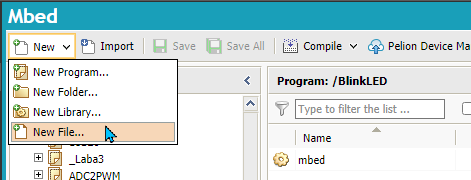 Mbed
New Import Save Save All Compile Pelion Device Ma
New Program...
New Folder...
New Library...
New File...
_Laba3
ADC2PWM
Program: /BlinkLED
Type to filter the list ...
Name
mbed